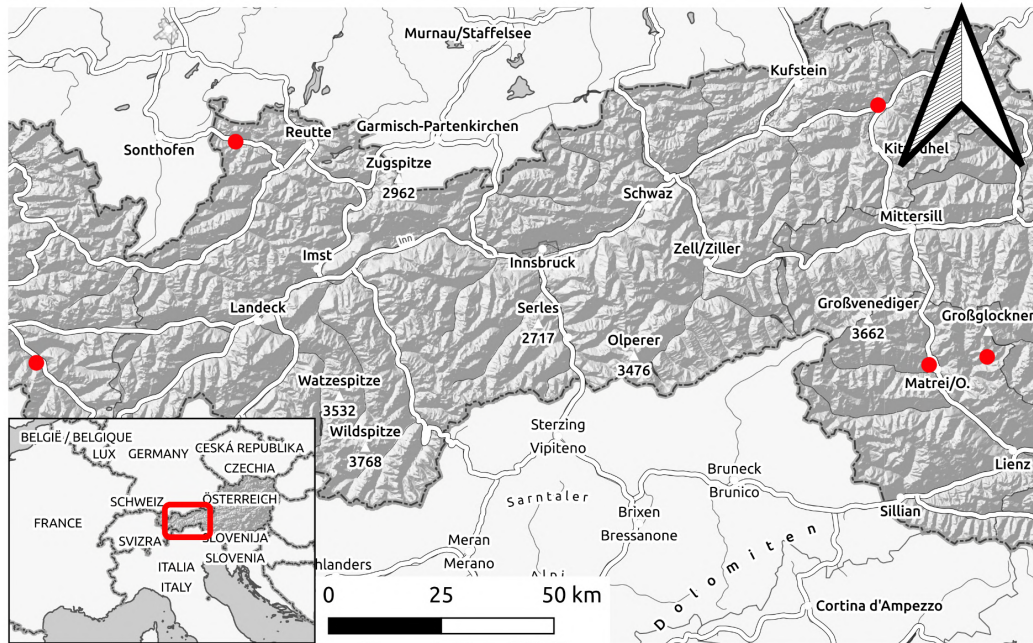 Murnau/Staffelsee
Kufstein
Reutte
Garmisch-Partenkirchen
Sonthofen
Zugspitze
2962
Kitzbühel
Schwaz
Mittersill
Inn
Imst
Innsbruck
Zell/Ziller
Landeck
Serles
2717
Großvenediger
3662
Großglockner
Olperer
3476
Watzespitze
3532
Matrei/O.
Wildspitze
3768
Sterzing
Vipiteno
Lienz
Bruneck
Brunico
Sarntaler
Brixen
Bressanone
Sillian
Meran
Merano
hlanders
Alpi
Dolomiten
Cortina d'Ampezzo
BELGIË / BELGIQUE
LUX
GERMANY
ČESKÁ REPUBLIKA
CZECHIA
SCHWEIZ
ÖSTERREICH
FRANCE
SVIZRA
SLOVENIJA
SLOVENIA
ITALIA
ITALY
0 25 50 km